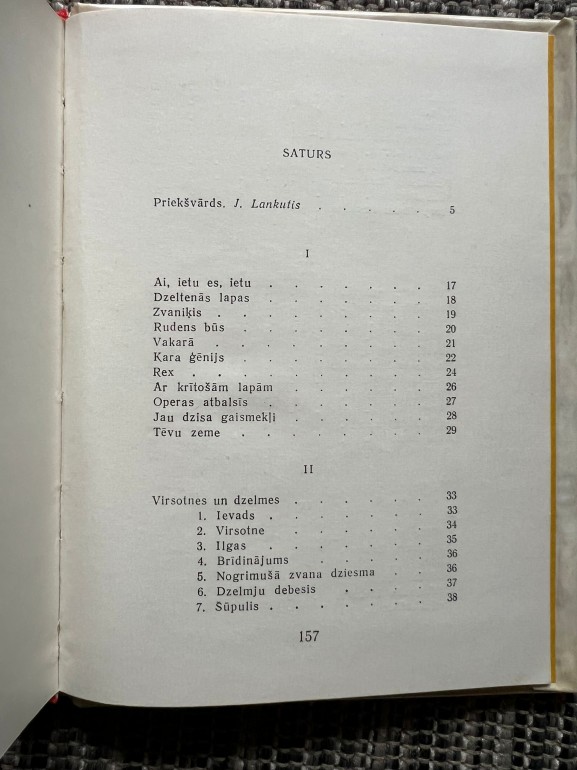 SATURS
Priekšvārds. J. Lankutis . . . . . 5
I
Ai, ietu es, ietu . . . . . . . 17
Dzeltenās lapas . . . . . . . 18
Zvaniķis . . . . . . . . 19
Rudens būs . . . . . . . 20
Vakarā . . . . . . . . 21
Kara ģēnijs . . . . . . . 22
Rex . . . . . . . . 24
Ar krītošām lapām . . . . . . 26
Operas atbalsīs . . . . . . . 27
Jau dzisa gaismekļi . . . . . . 28
Tēvu zeme . . . . . . . 29
II
Virsotnes un dzelmes . . . . . . 33
1. Ievads . . . . . . . 33
2. Virsotne . . . . . . 34
3. Ilgas . . . . . . . 35
4. Brīdinājums . . . . . 36
5. Nogrimušā zvana dziesma . . 36
6. Dzelmju debesis . . . . 37
7. Šūpulis . . . . . . . 38
157